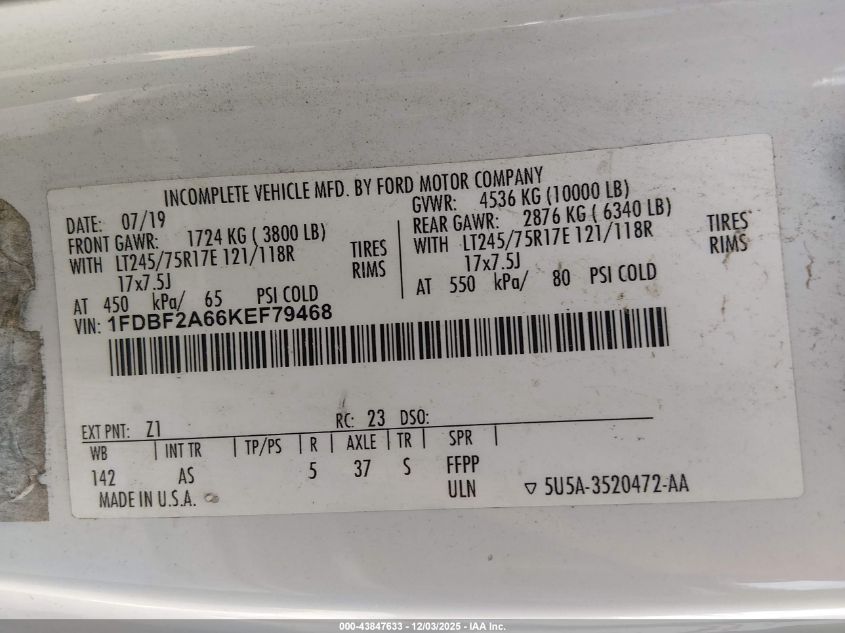 INCOMPLETE VEHICLE MFD. BY FORD MOTOR COMPANY
DATE: 07/19
GVWR: 4536 KG (10000 LB)
FRONT GAWR: 1724 KG ( 3800 LB)
REAR GAWR: 2876 KG ( 6340 LB)
WITH LT245/75R17E 121/118R TIRES
WITH LT245/75R17E 121/118R TIRES
17x7.5J RIMS
17x7.5J RIMS
AT 450 kPa/ 65 PSI COLD
AT 550 kPa/ 80 PSI COLD
VIN: 1FDBF2A66KEF79468
EXT PNT: Z1 RC: 23 DSO:
WB INT TR TP/PS R AXLE TR SPR
142 AS 5 37 S FFPP
MADE IN U.S.A. ULN ▽ 5U5A-3520472-AA
000-43847633 - 12/03/2025 - IAA Inc.